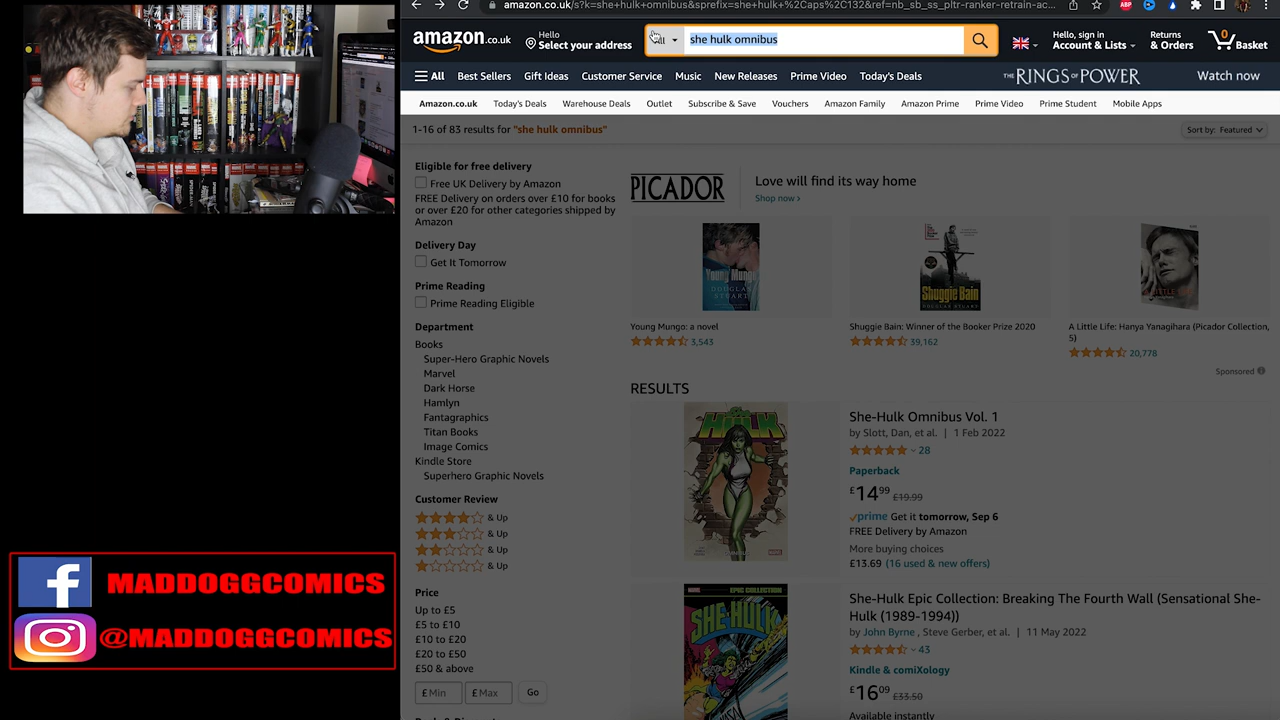 amazon.co.uk/s?k=she+hulk+omnibus&sprefix=she+hulk+%2Caps%2C132&ref=nb_sb_ss_pltr-ranker-retrain-ac...
amazon.co.uk
Hello
Select your address
All
she hulk omnibus
Hello, sign in
Account & Lists
Returns
& Orders
0
Basket
All
Best Sellers
Gift Ideas
Customer Service
Music
New Releases
Prime Video
Today's Deals
THE RINGS OF POWER
Watch now
Amazon.co.uk
Today's Deals
Warehouse Deals
Outlet
Subscribe & Save
Vouchers
Amazon Family
Amazon Prime
Prime Video
Prime Student
Mobile Apps
1-16 of 83 results for "she hulk omnibus"
Sort by: Featured
Eligible for free delivery
Free UK Delivery by Amazon
FREE Delivery on orders over £10 for books
or over £20 for other categories shipped by
Amazon
Delivery Day
Get It Tomorrow
Prime Reading
Prime Reading Eligible
Department
Books
Super-Hero Graphic Novels
Marvel
Dark Horse
Hamlyn
Fantagraphics
Titan Books
Image Comics
Kindle Store
Superhero Graphic Novels
Customer Review
& Up
& Up
& Up
& Up
Price
Up to £5
£5 to £10
£10 to £20
£20 to £50
£50 & above
£ Min
£ Max
Go
PICADOR
Love will find its way home
Shop now ›
Young Mungo
DOUGLAS
STUART
Shuggie Bain
Young Mungo: a novel
3,543
Shuggie Bain: Winner of the Booker Prize 2020
39,162
A Little Life: Hanya Yanagihara (Picador Collection,
5)
20,778
Sponsored
RESULTS
HULK
She-Hulk Omnibus Vol. 1
by Slott, Dan, et al. | 1 Feb 2022
28
Paperback
£14⁹⁹ £19.99
prime Get it tomorrow, Sep 6
FREE Delivery by Amazon
More buying choices
£13.69 (16 used & new offers)
EPIC COLLECTION
SHE-HULK
She-Hulk Epic Collection: Breaking The Fourth Wall (Sensational She-
Hulk (1989-1994))
by John Byrne , Steve Gerber, et al. | 11 May 2022
43
Kindle & comiXology
£16⁰⁹ £33.50
Available instantly
MADDOGGCOMICS
@MADDOGGCOMICS